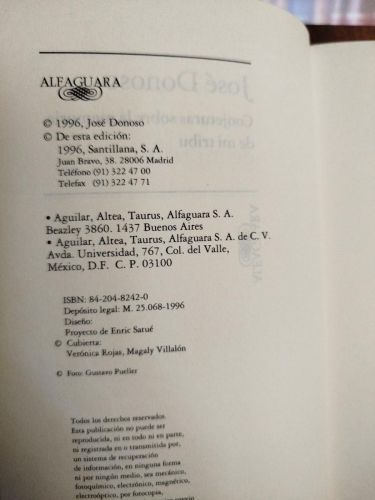 ALFAGUARA
© 1996, José Donoso
© De esta edición:
1996, Santillana, S. A.
Juan Bravo, 38. 28006 Madrid
Teléfono (91) 322 47 00
Telefax (91) 322 47 71
• Aguilar, Altea, Taurus, Alfaguara S. A.
Beazley 3860. 1437 Buenos Aires
• Aguilar, Altea, Taurus, Alfaguara S. A. de C. V.
Avda. Universidad, 767, Col. del Valle,
México, D.F. C. P. 03100
ISBN: 84-204-8242-0
Depósito legal: M. 25.068-1996
Diseño:
Proyecto de Enric Satué
© Cubierta:
Verónica Rojas, Magaly Villalón
© Foto: Gustavo Pueller
Todos los derechos reservados.
Esta publicación no puede ser
reproducida, ni en todo ni en parte,
ni registrada en o transmitida por,
un sistema de recuperación
de información, en ninguna forma
ni por ningún medio, sea mecánico,
fotoquímico, electrónico, magnético,
electroóptico, por fotocopia,